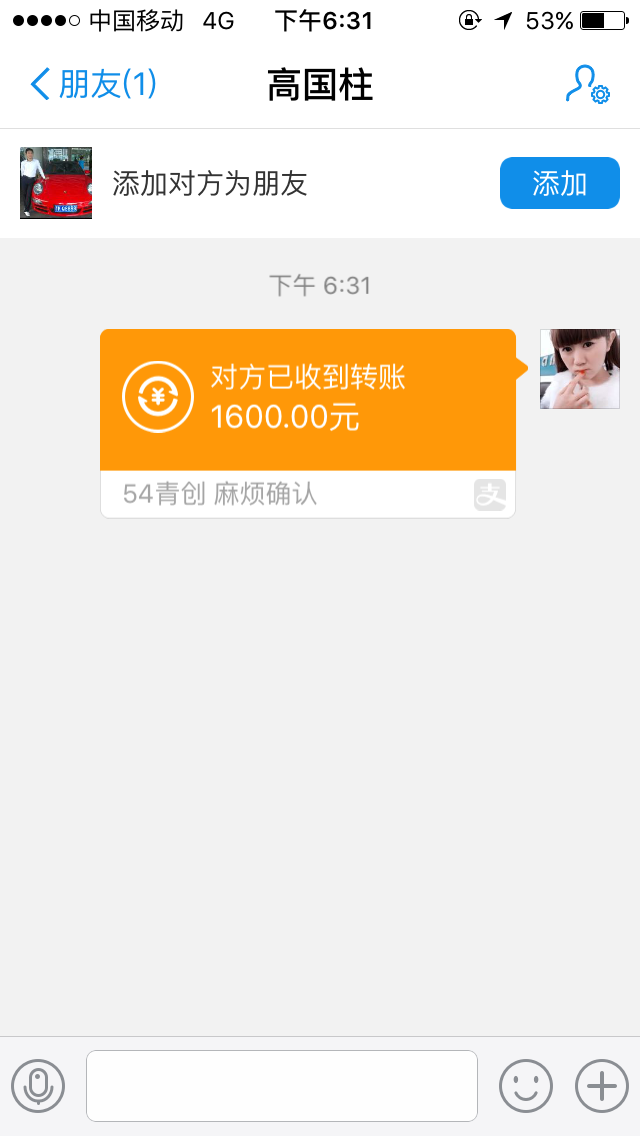 中国移动 4G 下午6:31 53%
朋友(1) 高国柱
添加对方为朋友 添加
下午 6:31
对方已收到转账
1600.00元
54青创 麻烦确认
支